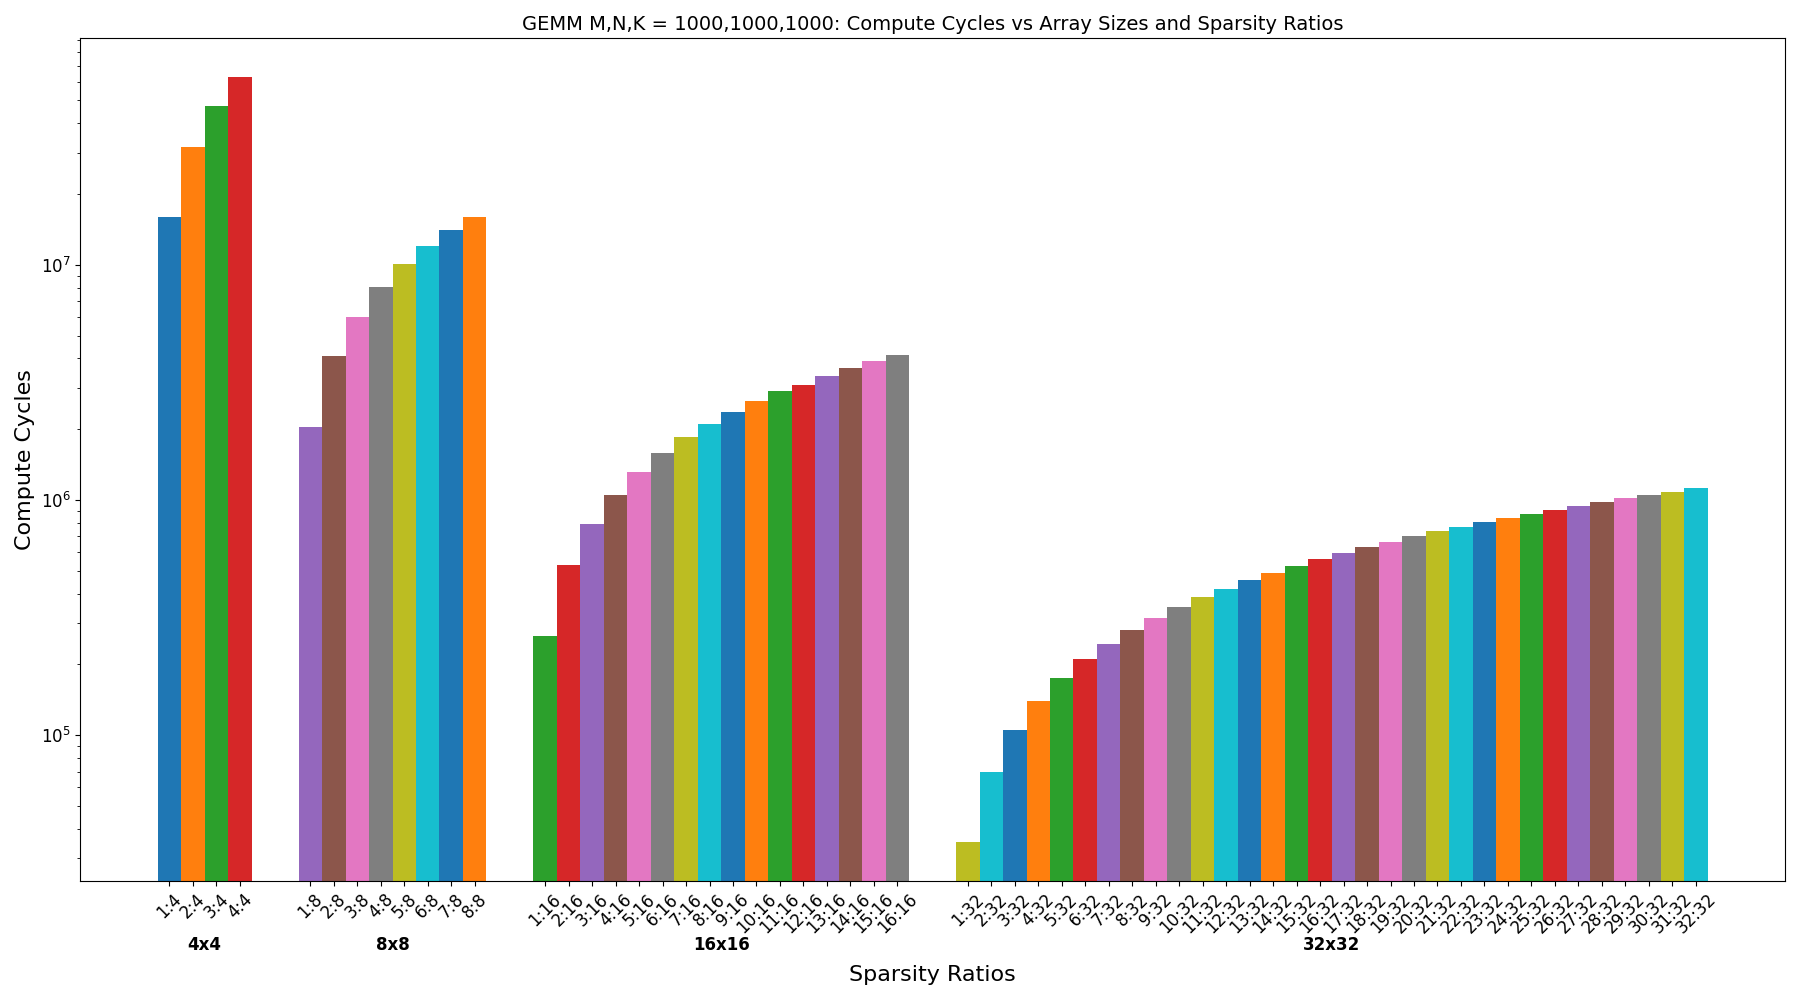 GEMM M,N,K = 1000,1000,1000: Compute Cycles vs Array Sizes and Sparsity Ratios
Compute Cycles
10^7
10^6
10^5
1:4 2:4 3:4 4:4 1:8 2:8 3:8 4:8 5:8 6:8 7:8 8:8 1:16 2:16 3:16 4:16 5:16 6:16 7:16 8:16 9:16 10:16 11:16 12:16 13:16 14:16 15:16 16:16 1:32 2:32 3:32 4:32 5:32 6:32 7:32 8:32 9:32 10:32 11:32 12:32 13:32 14:32 15:32 16:32 17:32 18:32 19:32 20:32 21:32 22:32 23:32 24:32 25:32 26:32 27:32 28:32 29:32 30:32 31:32 32:32
4x4 8x8 16x16 32x32
Sparsity Ratios